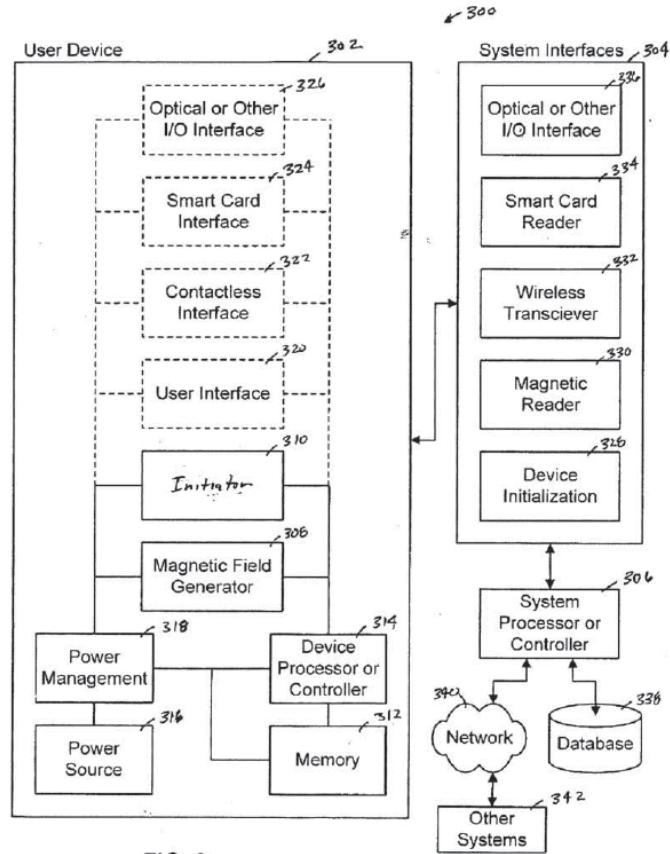 300
User Device
302
System Interfaces
304
326
Optical or Other
I/O Interface
324
Smart Card
Interface
322
Contactless
Interface
320
User Interface
310
Initiator
308
Magnetic Field
Generator
318
Power
Management
314
Device
Processor or
Controller
316
Power
Source
312
Memory
336
Optical or Other
I/O Interface
334
Smart Card
Reader
332
Wireless
Transciever
330
Magnetic
Reader
328
Device
Initialization
306
System
Processor or
Controller
340
Network
338
Database
342
Other
Systems